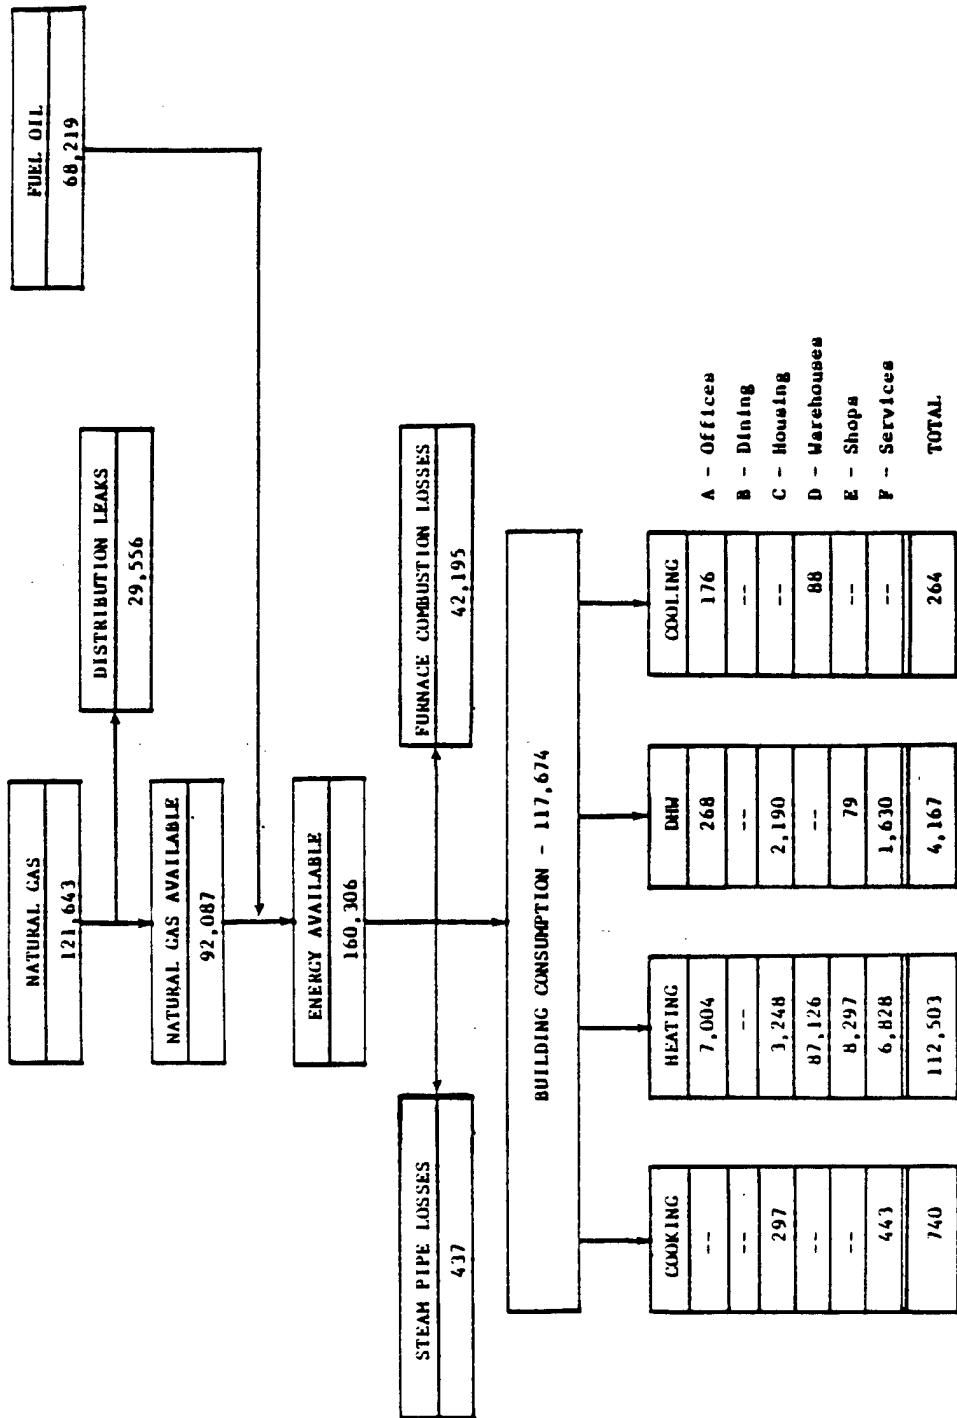 NATURAL GAS
121,643
FUEL OIL
68,219
DISTRIBUTION LEAKS
29,556
NATURAL GAS AVAILABLE
92,087
ENERGY AVAILABLE
160,306
STEAM PIPE LOSSES
437
FURNACE COMBUSTION LOSSES
42,195
BUILDING CONSUMPTION - 117,674
COOKING HEATING DHW COOLING
-- 7,004 268 176 A - Offices
-- -- -- -- B - Dining
297 3,248 2,190 -- C - Housing
-- 87,126 -- 88 D - Warehouses
-- 8,297 79 -- E - Shops
443 6,828 1,630 -- F - Services
740 112,503 4,167 264 TOTAL